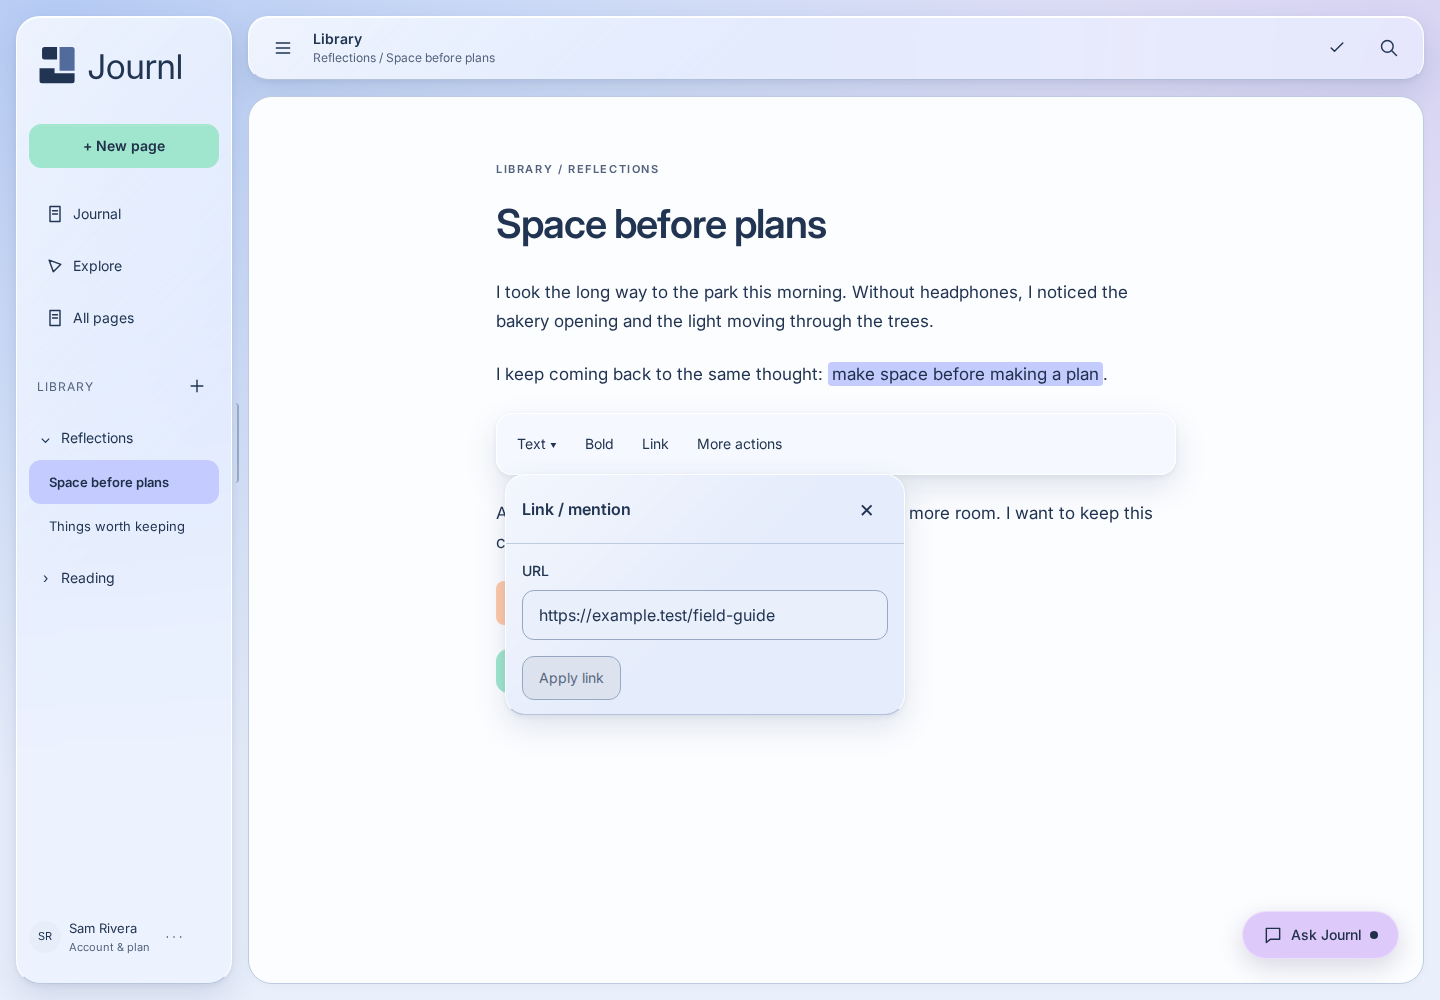 Journl
+ New page
Journal
Explore
All pages
LIBRARY
Reflections
Space before plans
Things worth keeping
Reading
SR
Sam Rivera
Account & plan
Library
Reflections / Space before plans
LIBRARY / REFLECTIONS
Space before plans
I took the long way to the park this morning. Without headphones, I noticed the
bakery opening and the light moving through the trees.
I keep coming back to the same thought: make space before making a plan.
Text Bold Link More actions
more room. I want to keep this
Link / mention
URL
https://example.test/field-guide
Apply link
Ask Journl